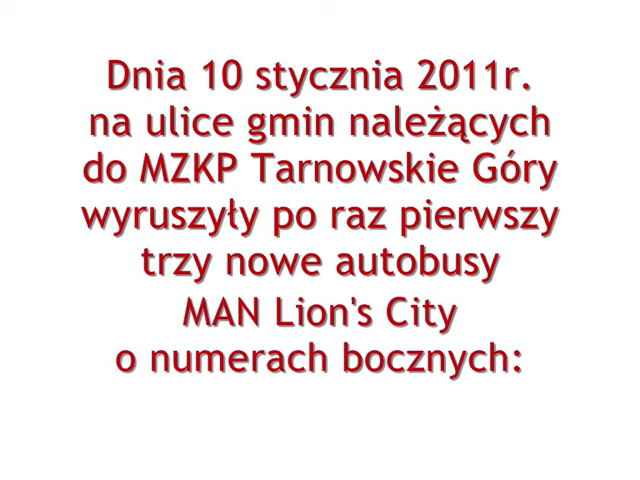 Dnia 10 stycznia 2011r.
na ulice gmin należących
do MZKP Tarnowskie Góry
wyruszyły po raz pierwszy
trzy nowe autobusy
MAN Lion's City
o numerach bocznych: